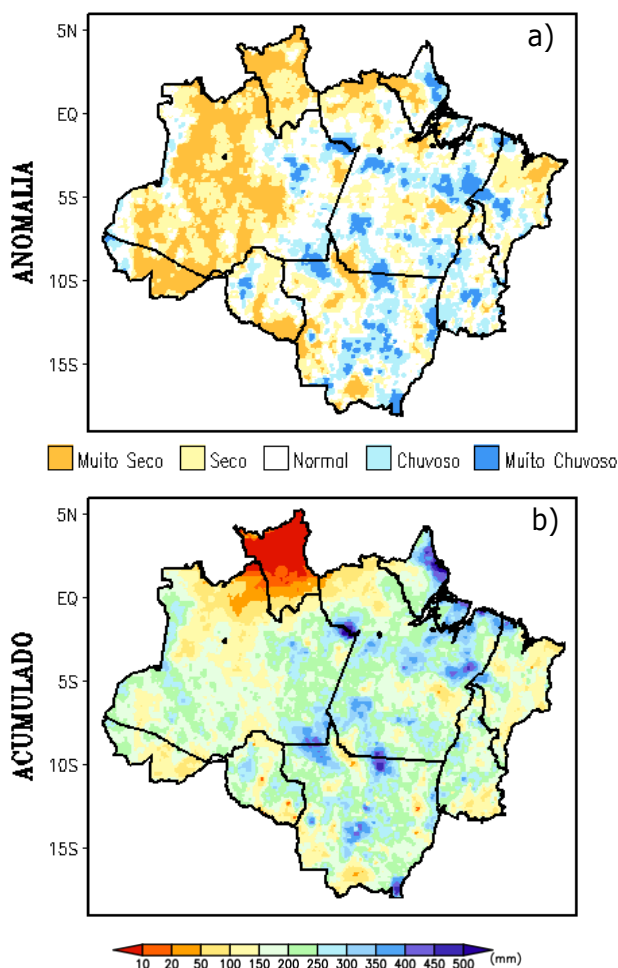 a)
5N
EQ
5S
10S
15S
ANOMALIA
Muito Seco Seco Normal Chuvoso Muito Chuvoso
b)
5N
EQ
5S
10S
15S
ACUMULADO
10 20 50 100 150 200 250 300 350 400 450 500 (mm)